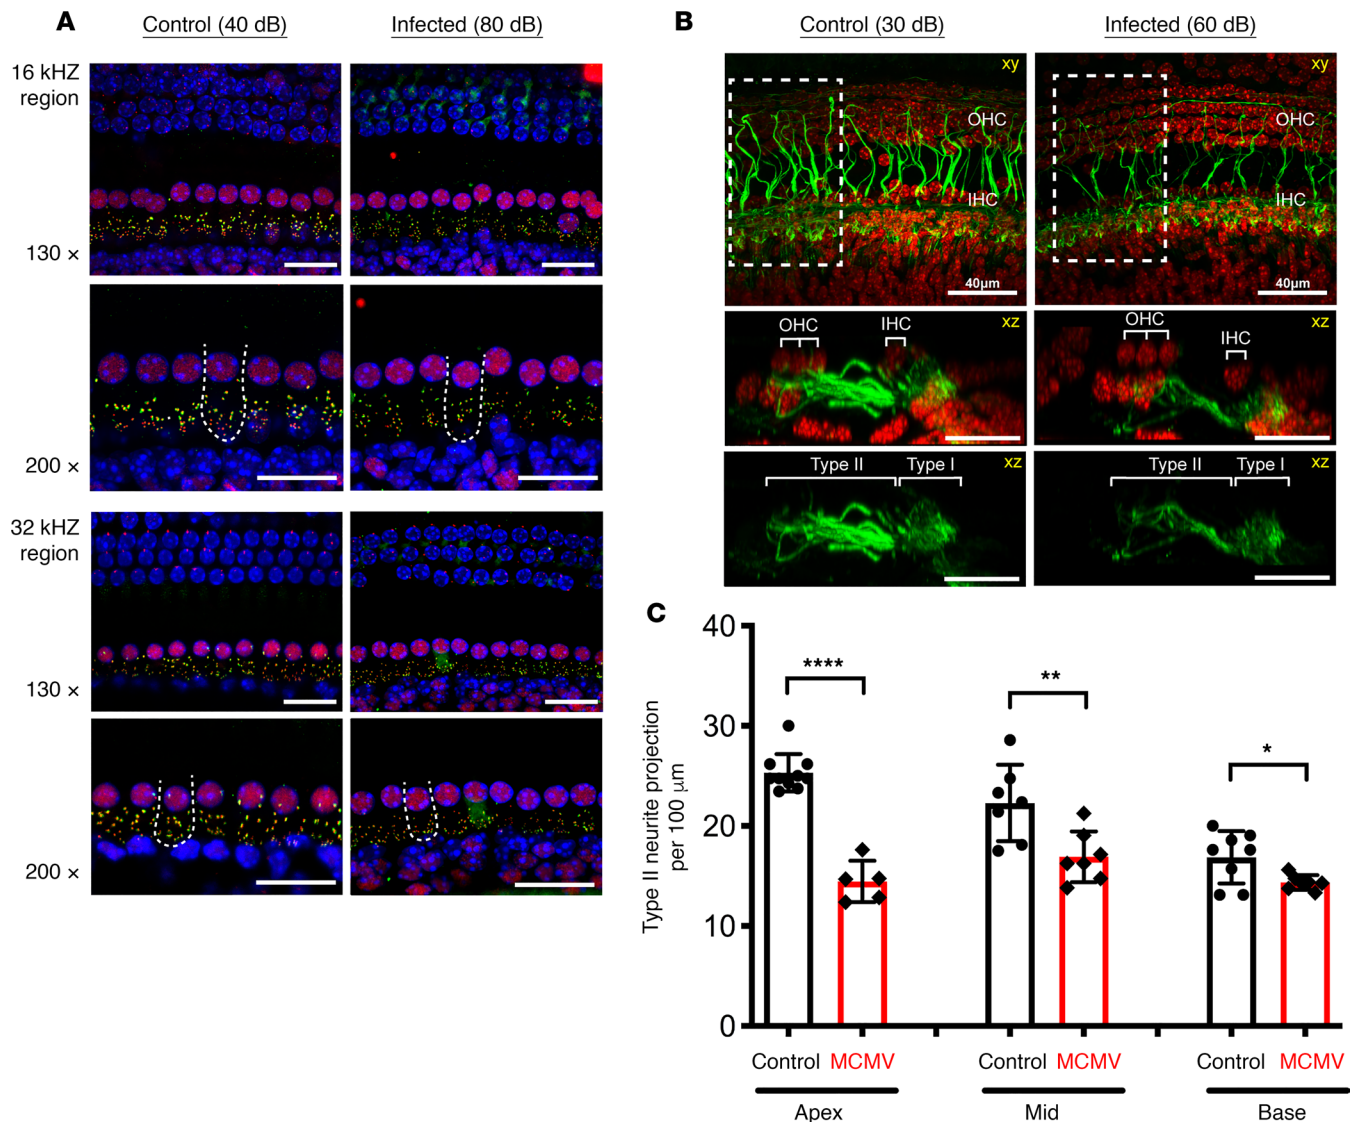 A
Control (40 dB)
Infected (80 dB)
16 kHZ
region
130 ×
200 ×
32 kHZ
region
130 ×
200 ×
B
Control (30 dB)
Infected (60 dB)
xy
OHC
IHC
40μm
xy
OHC
IHC
40μm
OHC
IHC
xz
OHC
IHC
xz
Type II
Type I
xz
Type II
Type I
xz
C
Type II neurite projection
per 100 μm
40
30
20
10
0
****
**
*
Control
MCMV
Control
MCMV
Control
MCMV
Apex
Mid
Base